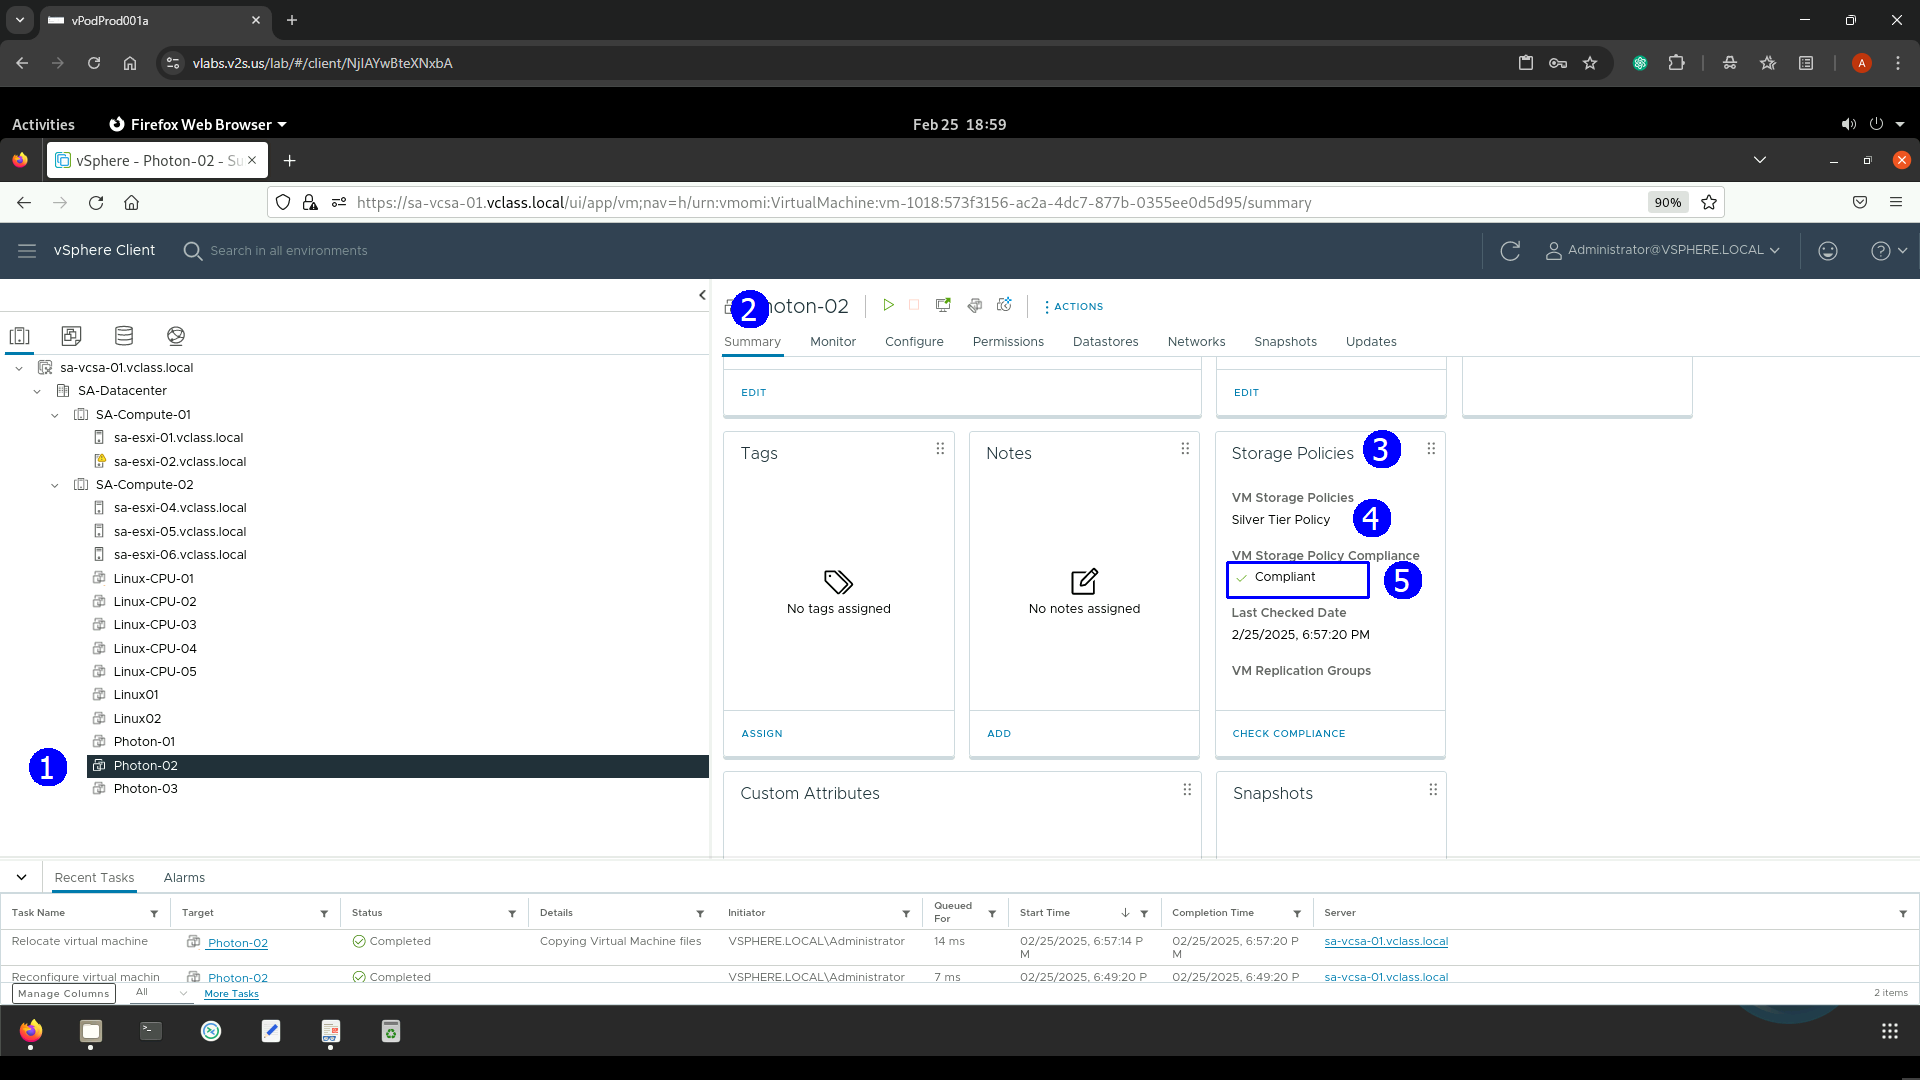 vPodProd001a
vlabs.v2s.us/lab/#/client/NjIAYwBteXNxbA
A
Activities
Firefox Web Browser
Feb 25 18:59
vSphere - Photon-02 - Su
https://sa-vcsa-01.vclass.local/ui/app/vm;nav=h/urn:vmomi:VirtualMachine:vm-1018:573f3156-ac2a-4dc7-877b-0355ee0d5d95/summary
90%
vSphere Client
Search in all environments
Administrator@VSPHERE.LOCAL
2
hoton-02
ACTIONS
Summary
Monitor
Configure
Permissions
Datastores
Networks
Snapshots
Updates
sa-vcsa-01.vclass.local
SA-Datacenter
SA-Compute-01
sa-esxi-01.vclass.local
sa-esxi-02.vclass.local
SA-Compute-02
sa-esxi-04.vclass.local
sa-esxi-05.vclass.local
sa-esxi-06.vclass.local
Linux-CPU-01
Linux-CPU-02
Linux-CPU-03
Linux-CPU-04
Linux-CPU-05
Linux01
Linux02
Photon-01
1
Photon-02
Photon-03
EDIT
EDIT
Tags
No tags assigned
ASSIGN
Notes
No notes assigned
ADD
Storage Policies
3
VM Storage Policies
Silver Tier Policy
4
VM Storage Policy Compliance
Compliant
5
Last Checked Date
2/25/2025, 6:57:20 PM
VM Replication Groups
CHECK COMPLIANCE
Custom Attributes
Snapshots
Recent Tasks
Alarms
Task Name
Target
Status
Details
Initiator
Queued
For
Start Time
Completion Time
Server
Relocate virtual machine
Photon-02
Completed
Copying Virtual Machine files
VSPHERE.LOCAL\Administrator
14 ms
02/25/2025, 6:57:14 P
M
02/25/2025, 6:57:20 P
M
sa-vcsa-01.vclass.local
Reconfigure virtual machin
Photon-02
Completed
VSPHERE.LOCAL\Administrator
7 ms
02/25/2025, 6:49:20 P
02/25/2025, 6:49:20 P
sa-vcsa-01.vclass.local
Manage Columns
All
More Tasks
2 items